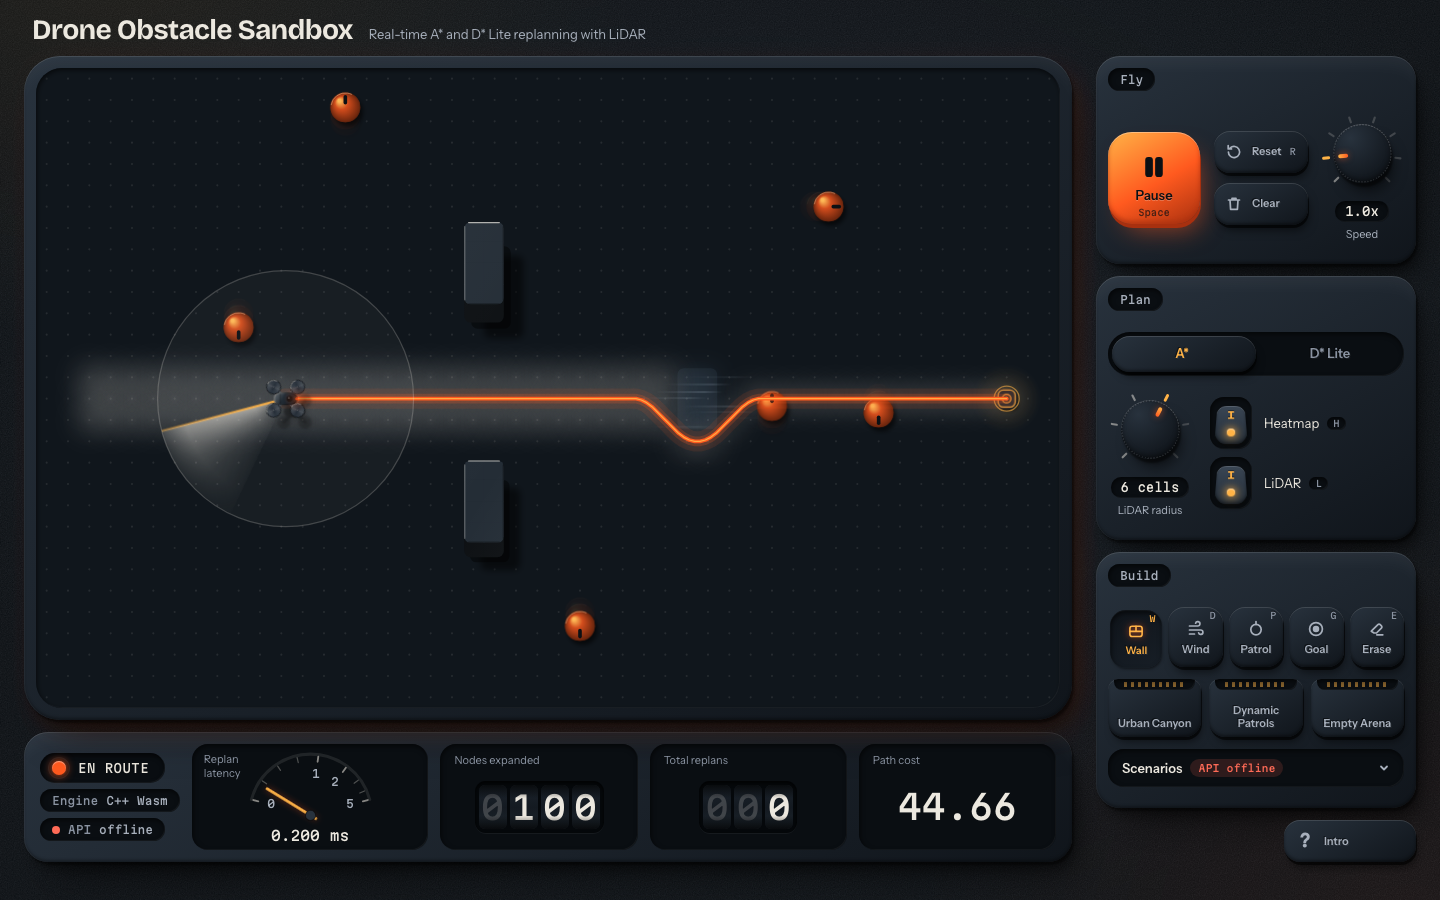 Drone Obstacle Sandbox Real-time A* and D* Lite replanning with LiDAR
Fly
Pause
Space
Reset R
Clear
1.0x
Speed
Plan
A* D* Lite
6 cells
LiDAR radius
Heatmap H
LiDAR L
Build
W
Wall
D
Wind
P
Patrol
G
Goal
E
Erase
Urban Canyon
Dynamic
Patrols
Empty Arena
Scenarios API offline
? Intro
EN ROUTE
Engine C++ Wasm
API offline
Replan
latency
0 1 2 5
0.200 ms
Nodes expanded
0100
Total replans
000
Path cost
44.66